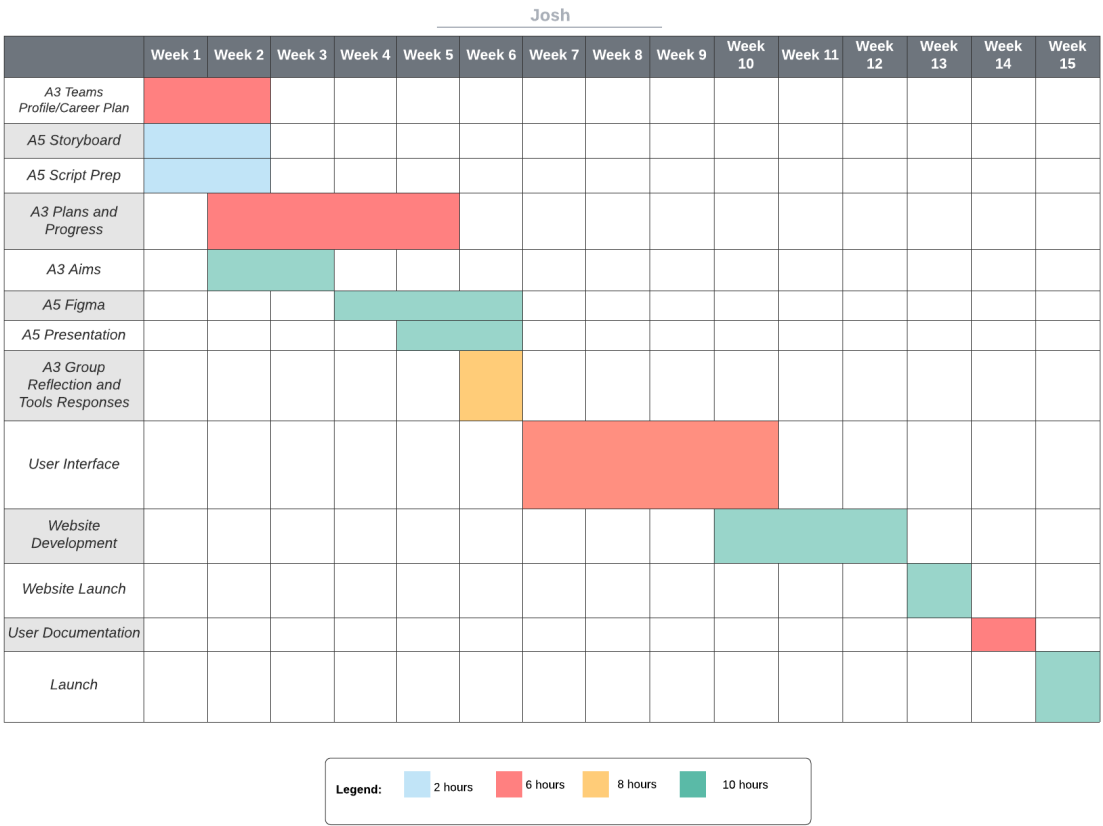 Josh
Week 1 Week 2 Week 3 Week 4 Week 5 Week 6 Week 7 Week 8 Week 9 Week 10 Week 11 Week 12 Week 13 Week 14 Week 15
A3 Teams
Profile/Career Plan
A5 Storyboard
A5 Script Prep
A3 Plans and
Progress
A3 Aims
A5 Figma
A5 Presentation
A3 Group
Reflection and
Tools Responses
User Interface
Website
Development
Website Launch
User Documentation
Launch
Legend: 2 hours 6 hours 8 hours 10 hours